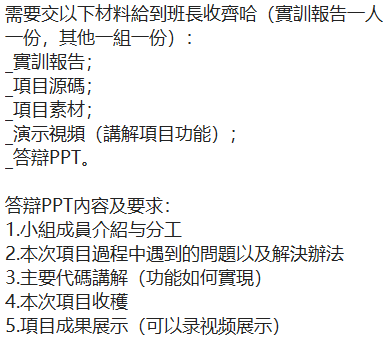 需要交以下材料給到班長收齊哈（實訓報告一人
一份，其他一組一份）：
_實訓報告；
_項目源碼；
_項目素材；
_演示視頻（講解項目功能）；
_答辯PPT。
答辯PPT內容及要求：
1.小組成員介紹与分工
2.本次項目過程中遇到的問題以及解決辦法
3.主要代碼講解（功能如何實現）
4.本次項目收穫
5.項目成果展示（可以录视频展示）